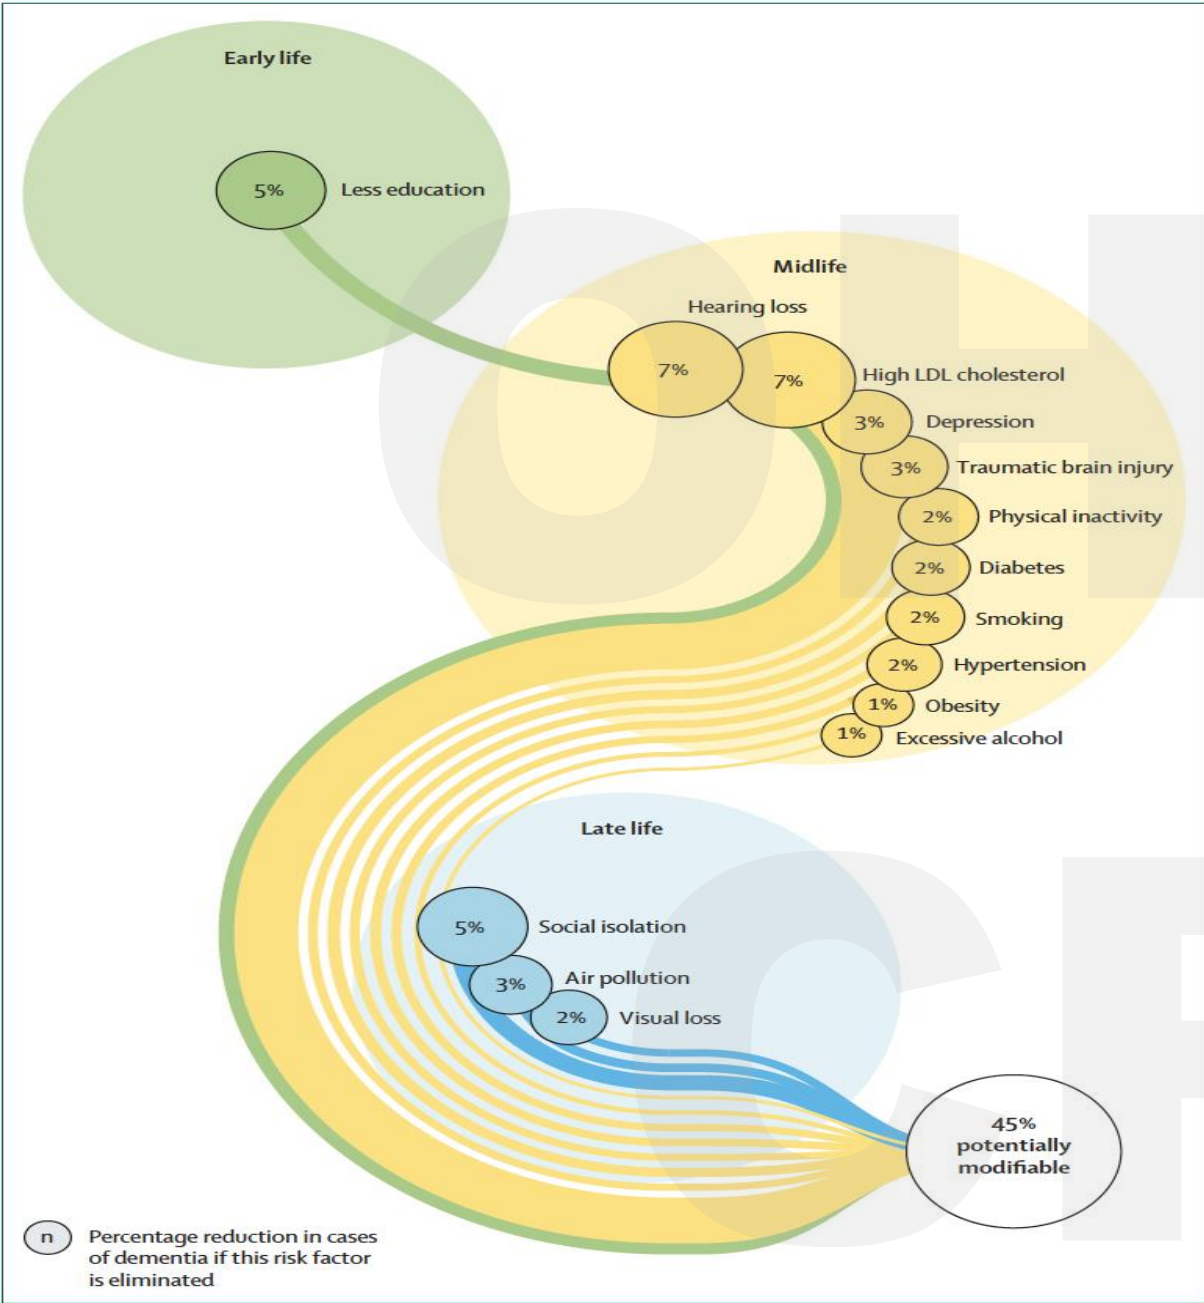 Early life
5%
Less education
Midlife
Hearing loss
7%
7%
High LDL cholesterol
3%
Depression
3%
Traumatic brain injury
2%
Physical inactivity
2%
Diabetes
2%
Smoking
2%
Hypertension
1%
Obesity
1%
Excessive alcohol
Late life
5%
Social isolation
3%
Air pollution
2%
Visual loss
45%
potentially
modifiable
n
Percentage reduction in cases
of dementia if this risk factor
is eliminated
OH